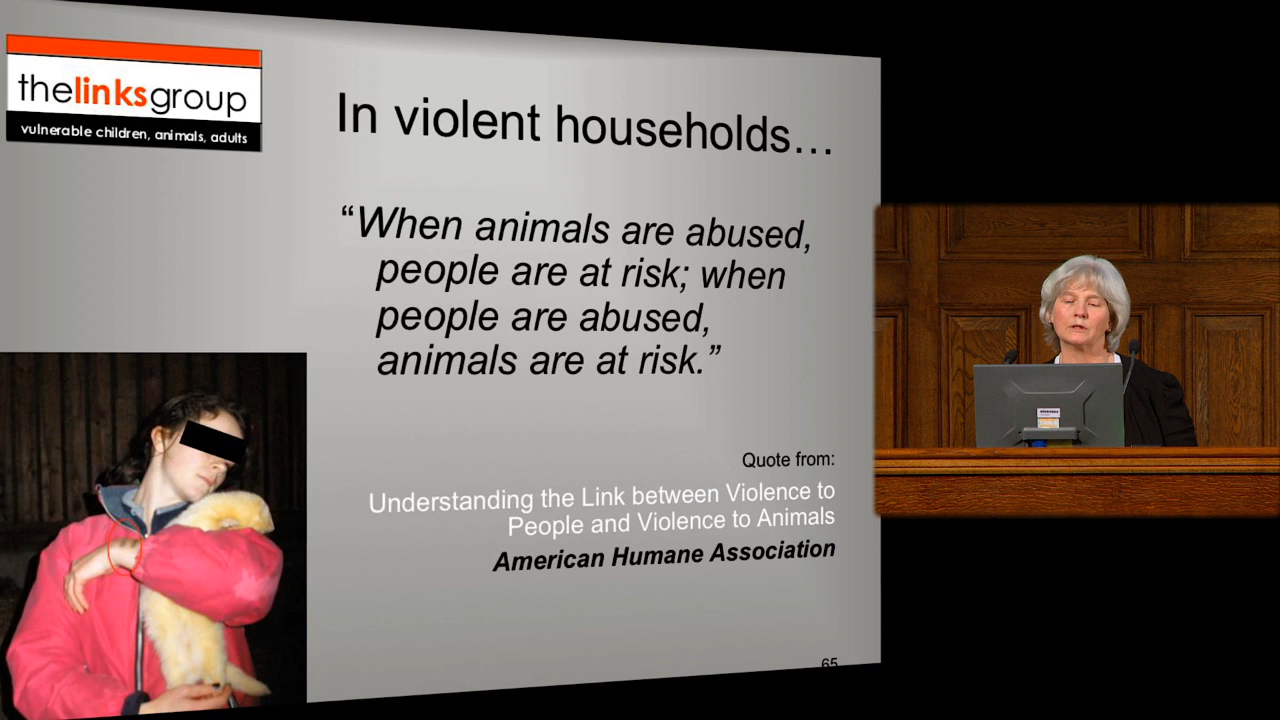 thelinksgroup
vulnerable children, animals, adults
In violent households…
“When animals are abused,
people are at risk; when
people are abused,
animals are at risk.”
Quote from:
Understanding the Link between Violence to
People and Violence to Animals
American Humane Association
65